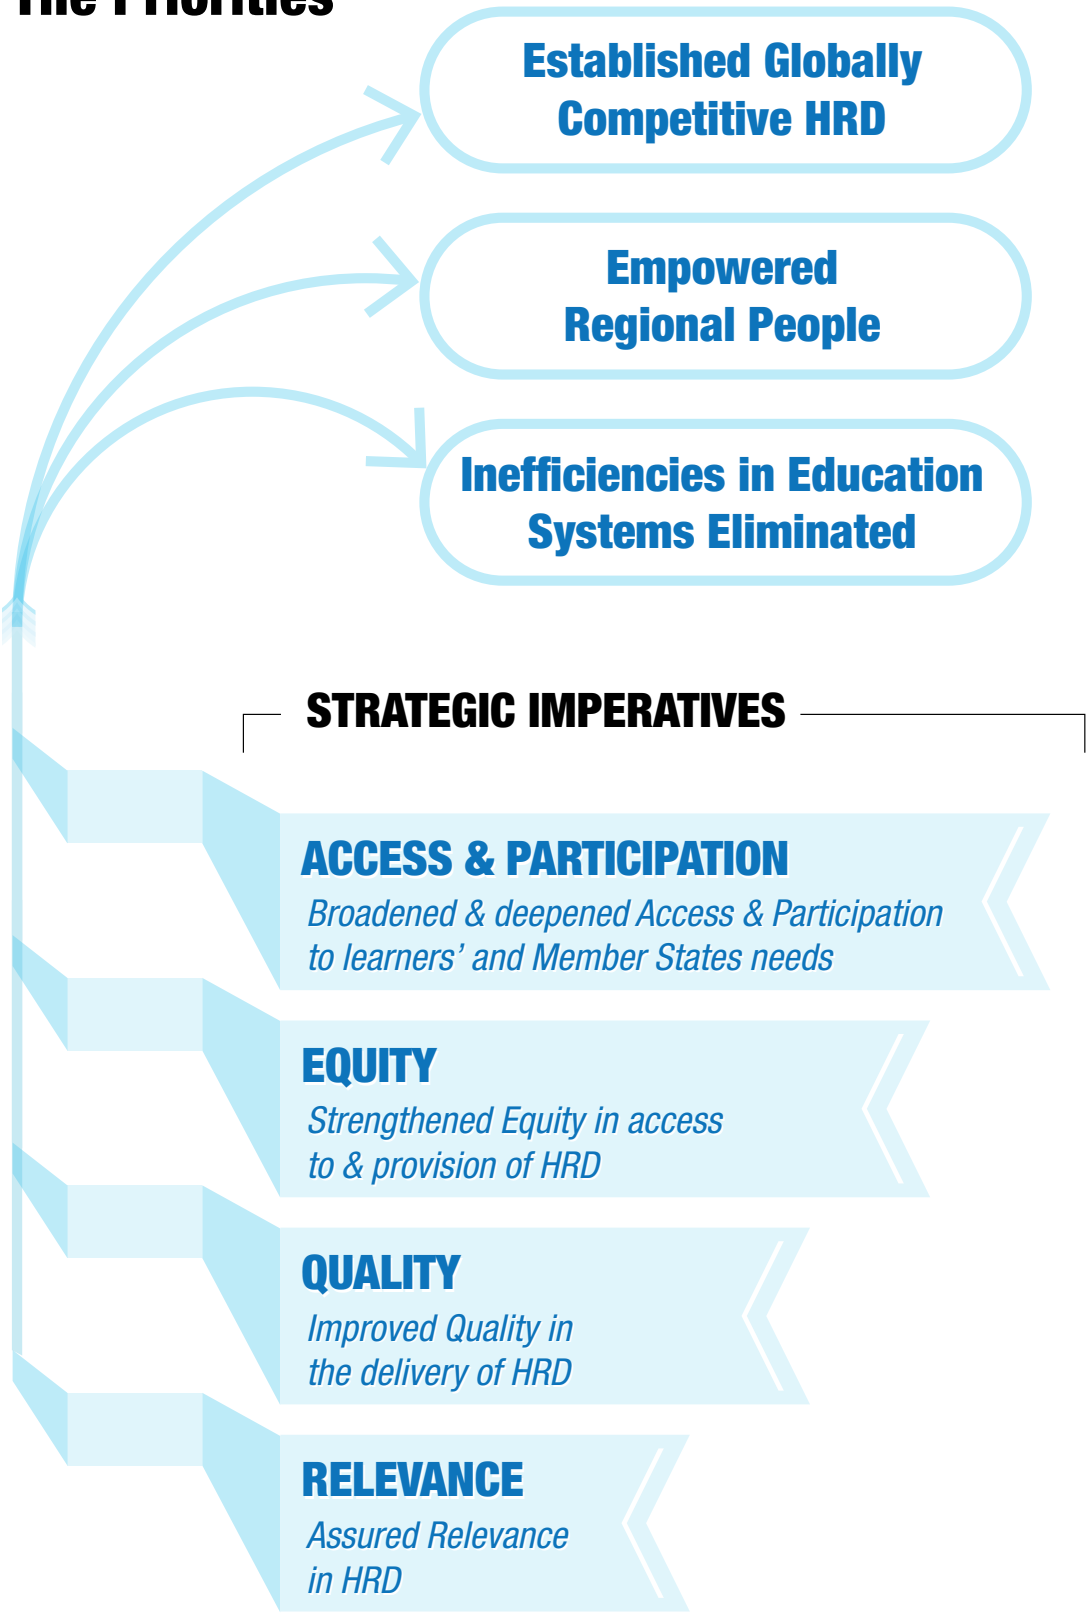 The Priorities
Established Globally
Competitive HRD
Empowered
Regional People
Inefficiencies in Education
Systems Eliminated
STRATEGIC IMPERATIVES
ACCESS & PARTICIPATION
Broadened & deepened Access & Participation
to learners’ and Member States needs
EQUITY
Strengthened Equity in access
to & provision of HRD
QUALITY
Improved Quality in
the delivery of HRD
RELEVANCE
Assured Relevance
in HRD